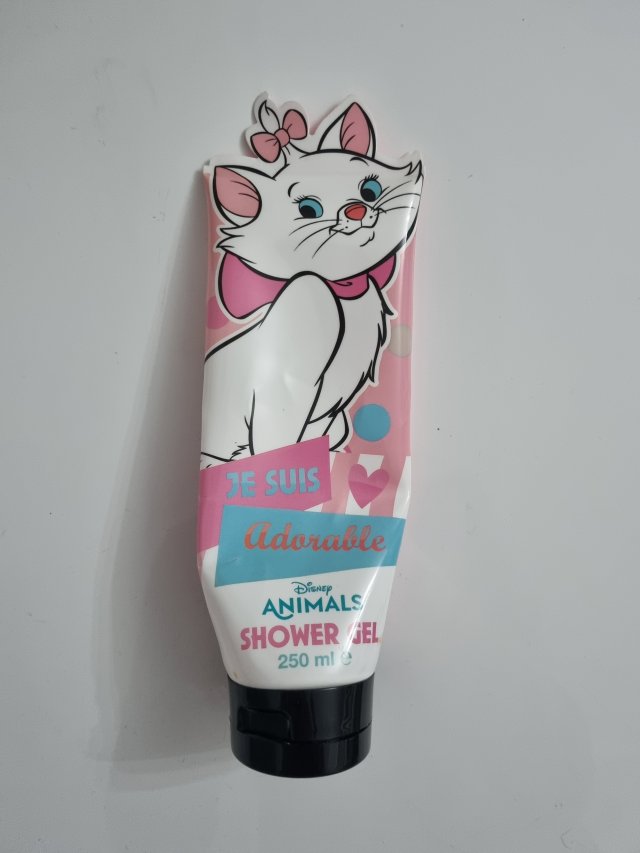 JE SUIS
Adorable
Disney
ANIMALS
SHOWER GEL
250 ml e